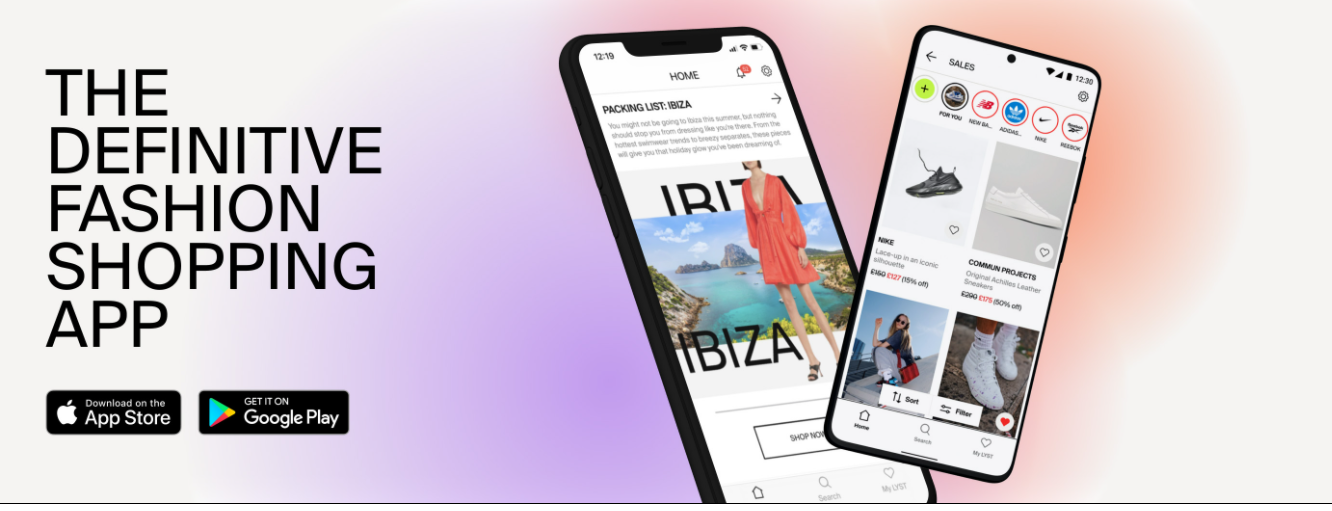 THE
DEFINITIVE
FASHION
SHOPPING
APP
Download on the
App Store
GET IT ON
Google Play
12:19
HOME
PACKING LIST: IBIZA
You might not be going to Ibiza this summer, but nothing
should stop you from dressing like you're there. From the
hottest swimwear trends to breezy separates, these pieces
will give you that holiday glow you've been dreaming of.
IBIZA
IBIZA
SHOP NOW
Search
My LYST
12:30
SALES
FOR YOU
NEW BA...
ADIDAS...
NIKE
REEBOK
NIKE
Lace-up in an iconic
silhouette
£150 £127 (15% off)
COMMUN PROJECTS
Original Achilles Leather
Sneakers
£290 £175 (50% off)
Sort
Filter
Home
Search
My LYST